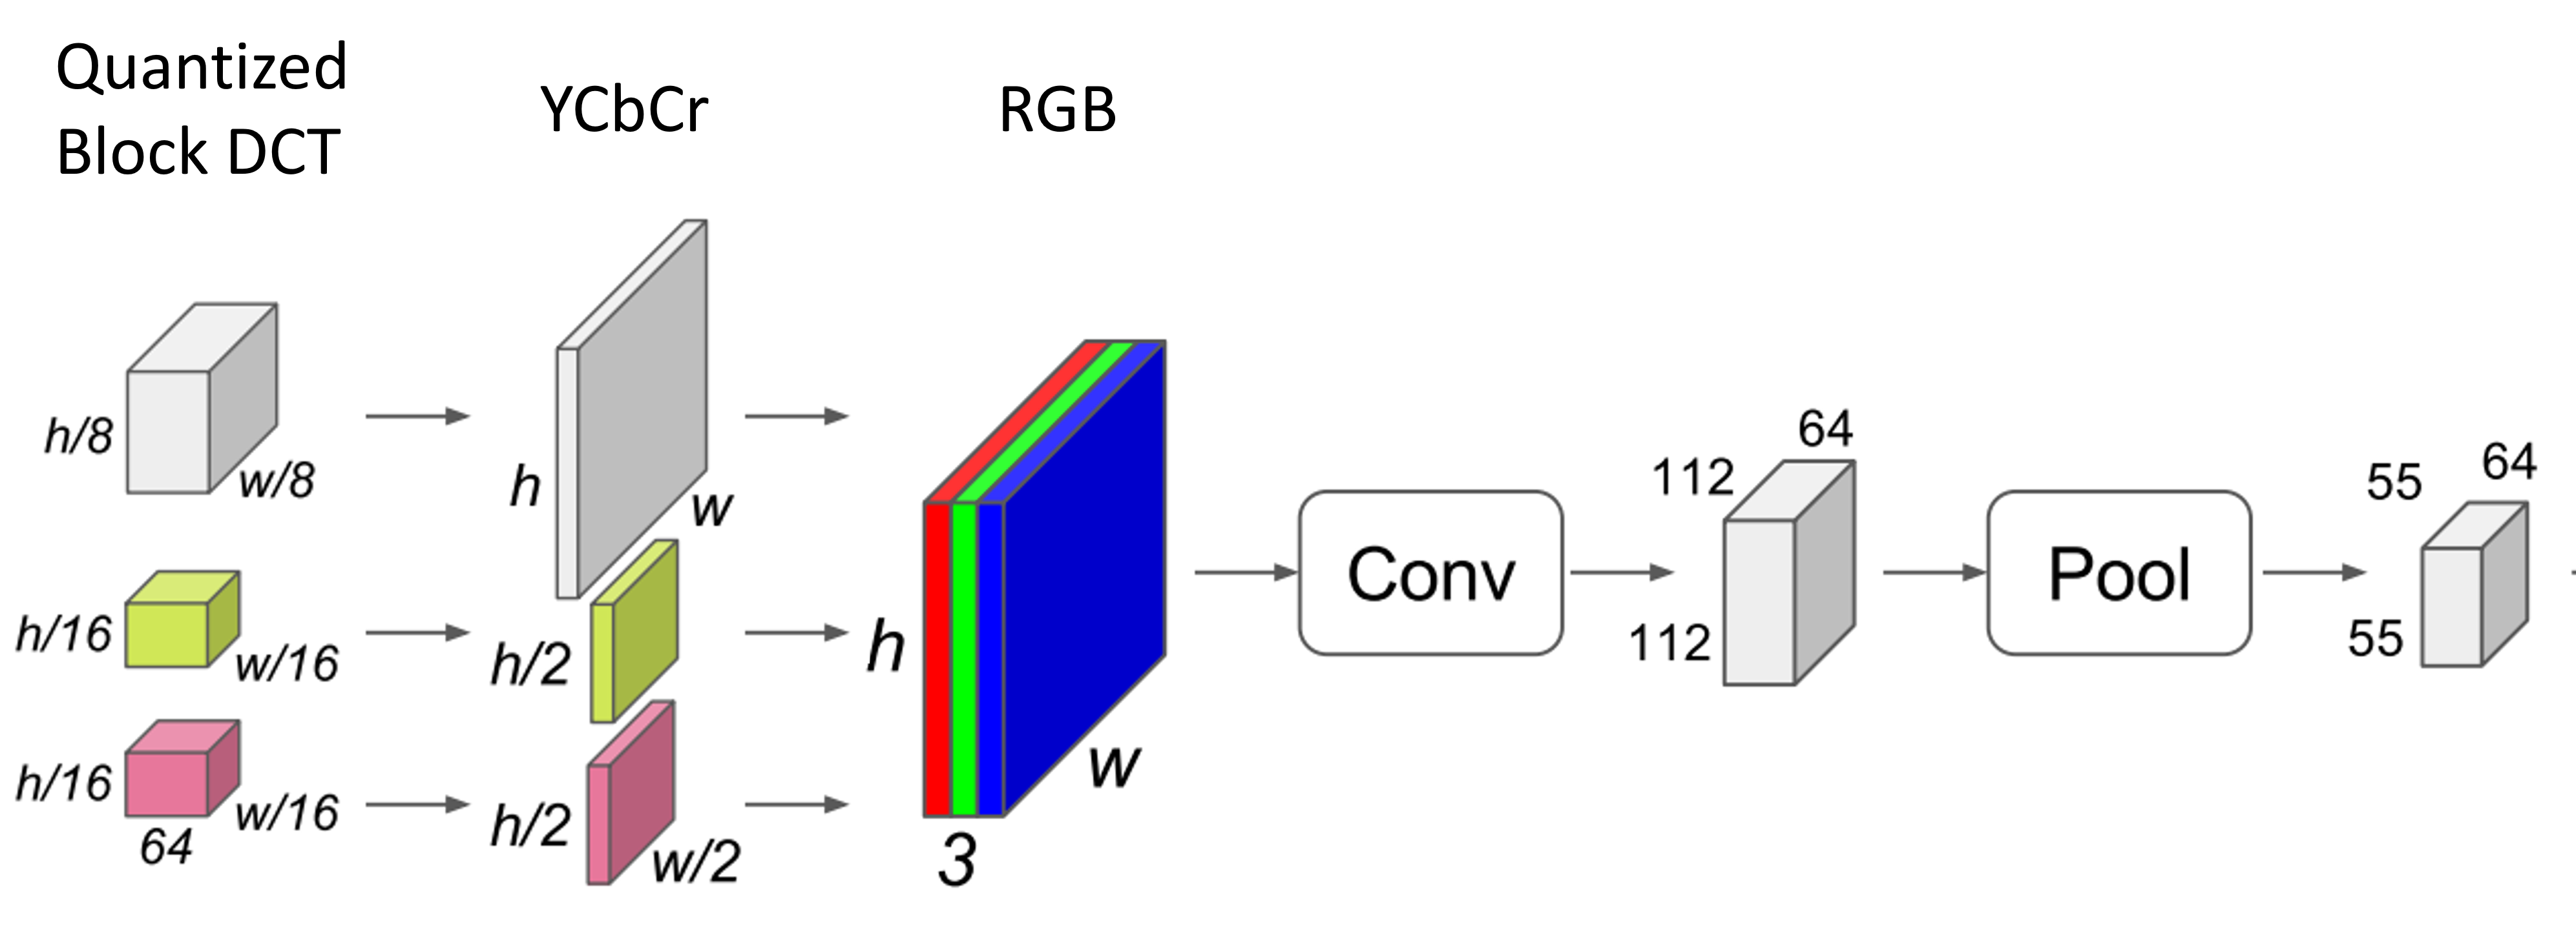 Quantized
Block DCT
YCbCr
RGB
h/8
w/8
h/16
w/16
h/16
w/16
64
h
w
h/2
h/2
w/2
h
w
3
Conv
112
64
112
Pool
55
64
55